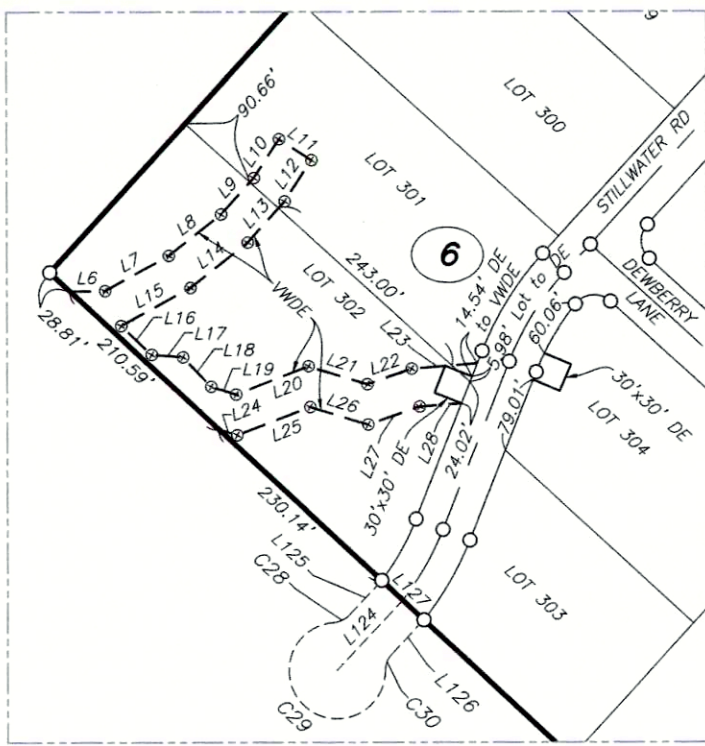 9
LOT 300
STILLWATER RD
90.66'
L11
L10
L12
LOT 301
L9
L13
L8
6
DEWBERRY
LANE
L7
L14
243.00'
14.54' DE
to VWDE
5.98' Lot to DE
60.06
L6
LOT 302
VWDE
L15
28.81'
L16
210.59'
L17
L18
L23
L19
L20
L21
L22
79.01'
30'x30' DE
LOT 304
L24
L25
L26
L27
L28
24.02'
30'x30' DE
230.14'
L125
C28
L127
LOT 303
L124
L126
C29
C30